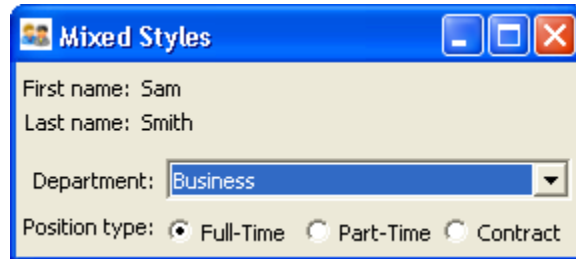 Mixed Styles
First name: Sam
Last name: Smith
Department: Business
Position type: Full-Time Part-Time Contract